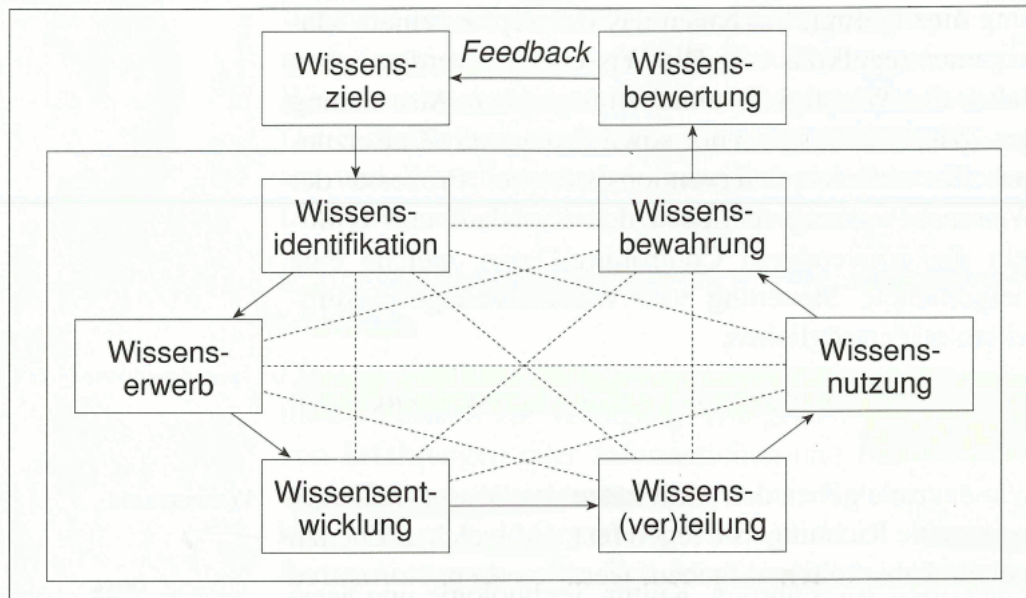 Wissens-
ziele
Feedback
Wissens-
bewertung
Wissens-
identifikation
Wissens-
bewahrung
Wissens-
erwerb
Wissens-
nutzung
Wissensent-
wicklung
Wissens-
(ver)teilung